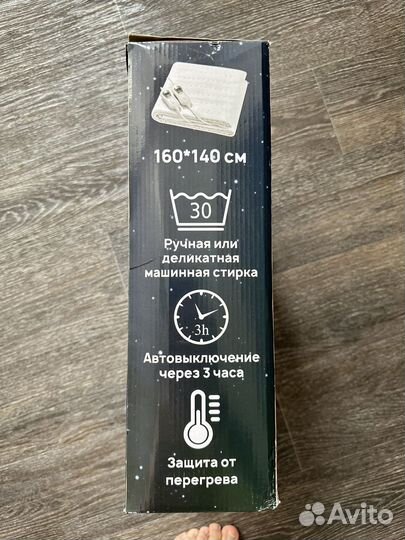 160*140 см
30
Ручная или
деликатная
машинная стирка
3h
Автовыключение
через 3 часа
Защита от
перегрева
Avito